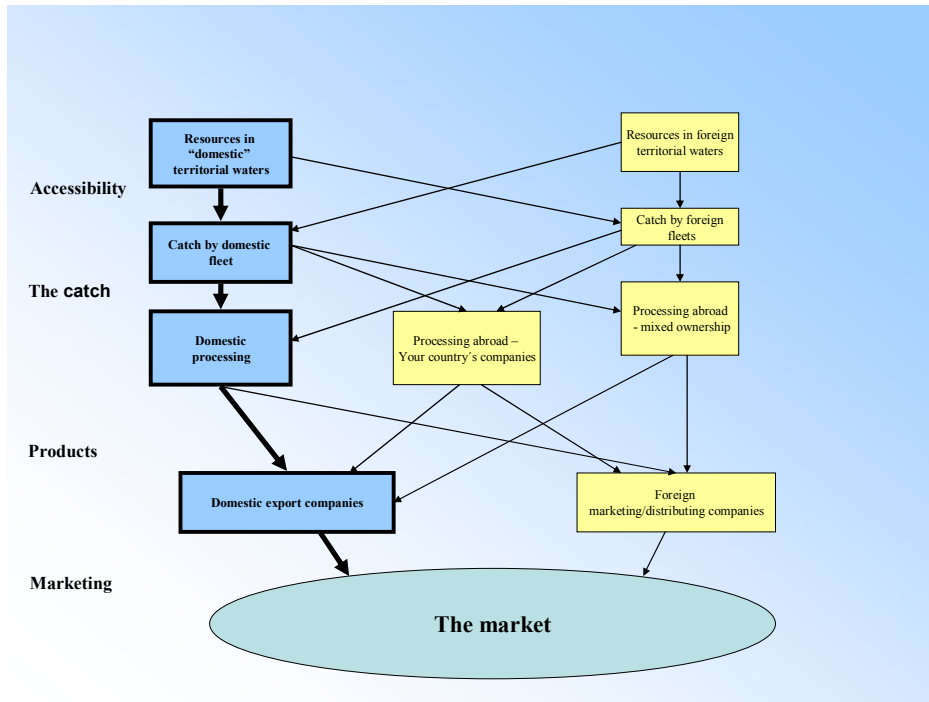 Resources in
“domestic”
territorial waters
Resources in foreign
territorial waters
Accessibility
Catch by domestic
fleet
Catch by foreign
fleets
The catch
Domestic
processing
Processing abroad –
Your country´s companies
Processing abroad
- mixed ownership
Products
Domestic export companies
Foreign
marketing/distributing companies
Marketing
The market